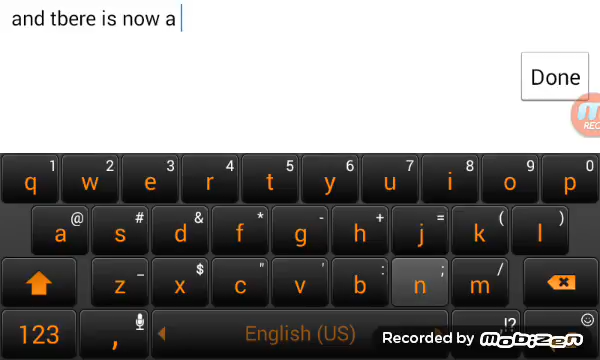 and tbere is now a
Done
REC
1 2 3 4 5 6 7 8 9 0
q w e r t y u i o p
@ # & * - + = ( )
a s d f g h j k l
_ $ " ' : ; /
z x c v b n m
123 , English (US) !?
Recorded by mobizen